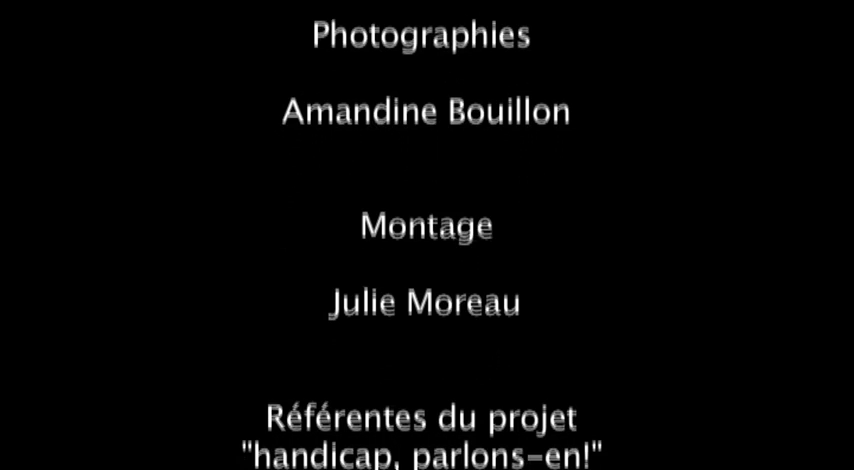 Photographies
Amandine Bouillon
Montage
Julie Moreau
Référentes du projet
"handicap, parlons-en!"